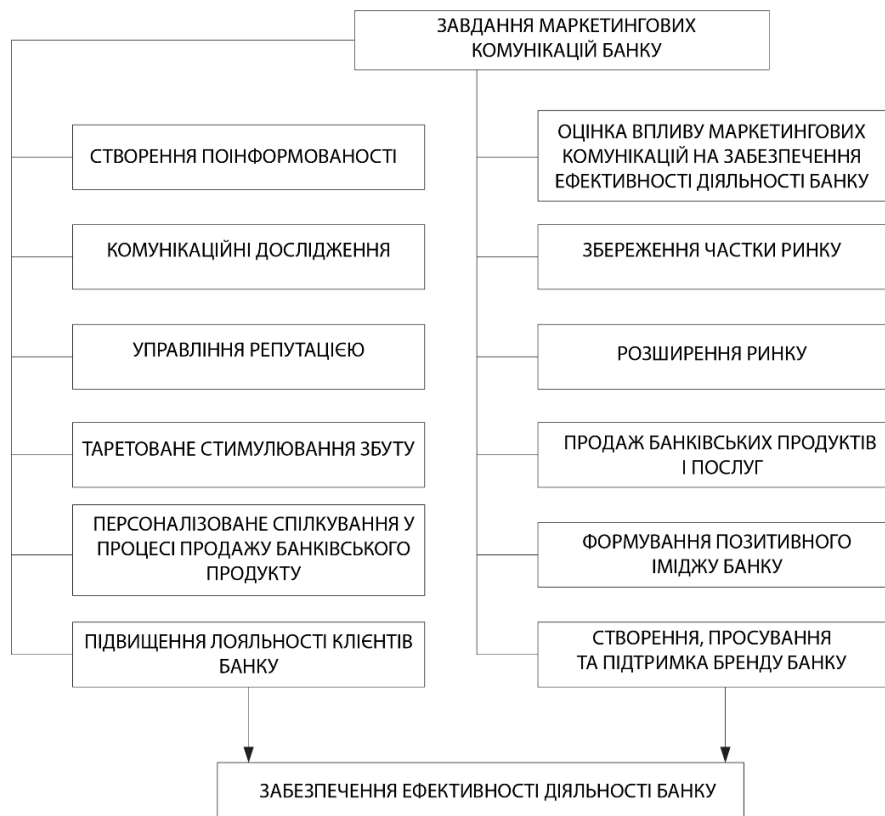 ЗАВДАННЯ МАРКЕТИНГОВИХ
КОМУНІКАЦІЙ БАНКУ
СТВОРЕННЯ ПОІНФОРМОВАНОСТІ
КОМУНІКАЦІЙНІ ДОСЛІДЖЕННЯ
УПРАВЛІННЯ РЕПУТАЦІЄЮ
ТАРЕТОВАНЕ СТИМУЛЮВАННЯ ЗБУТУ
ПЕРСОНАЛІЗОВАНЕ СПІЛКУВАННЯ У
ПРОЦЕСІ ПРОДАЖУ БАНКІВСЬКОГО
ПРОДУКТУ
ПІДВИЩЕННЯ ЛОЯЛЬНОСТІ КЛІЄНТІВ
БАНКУ
ОЦІНКА ВПЛИВУ МАРКЕТИНГОВИХ
КОМУНІКАЦІЙ НА ЗАБЕЗПЕЧЕННЯ
ЕФЕКТИВНОСТІ ДІЯЛЬНОСТІ БАНКУ
ЗБЕРЕЖЕННЯ ЧАСТКИ РИНКУ
РОЗШИРЕННЯ РИНКУ
ПРОДАЖ БАНКІВСЬКИХ ПРОДУКТІВ
І ПОСЛУГ
ФОРМУВАННЯ ПОЗИТИВНОГО
ІМІДЖУ БАНКУ
СТВОРЕННЯ, ПРОСУВАННЯ
ТА ПІДТРИМКА БРЕНДУ БАНКУ
ЗАБЕЗПЕЧЕННЯ ЕФЕКТИВНОСТІ ДІЯЛЬНОСТІ БАНКУ